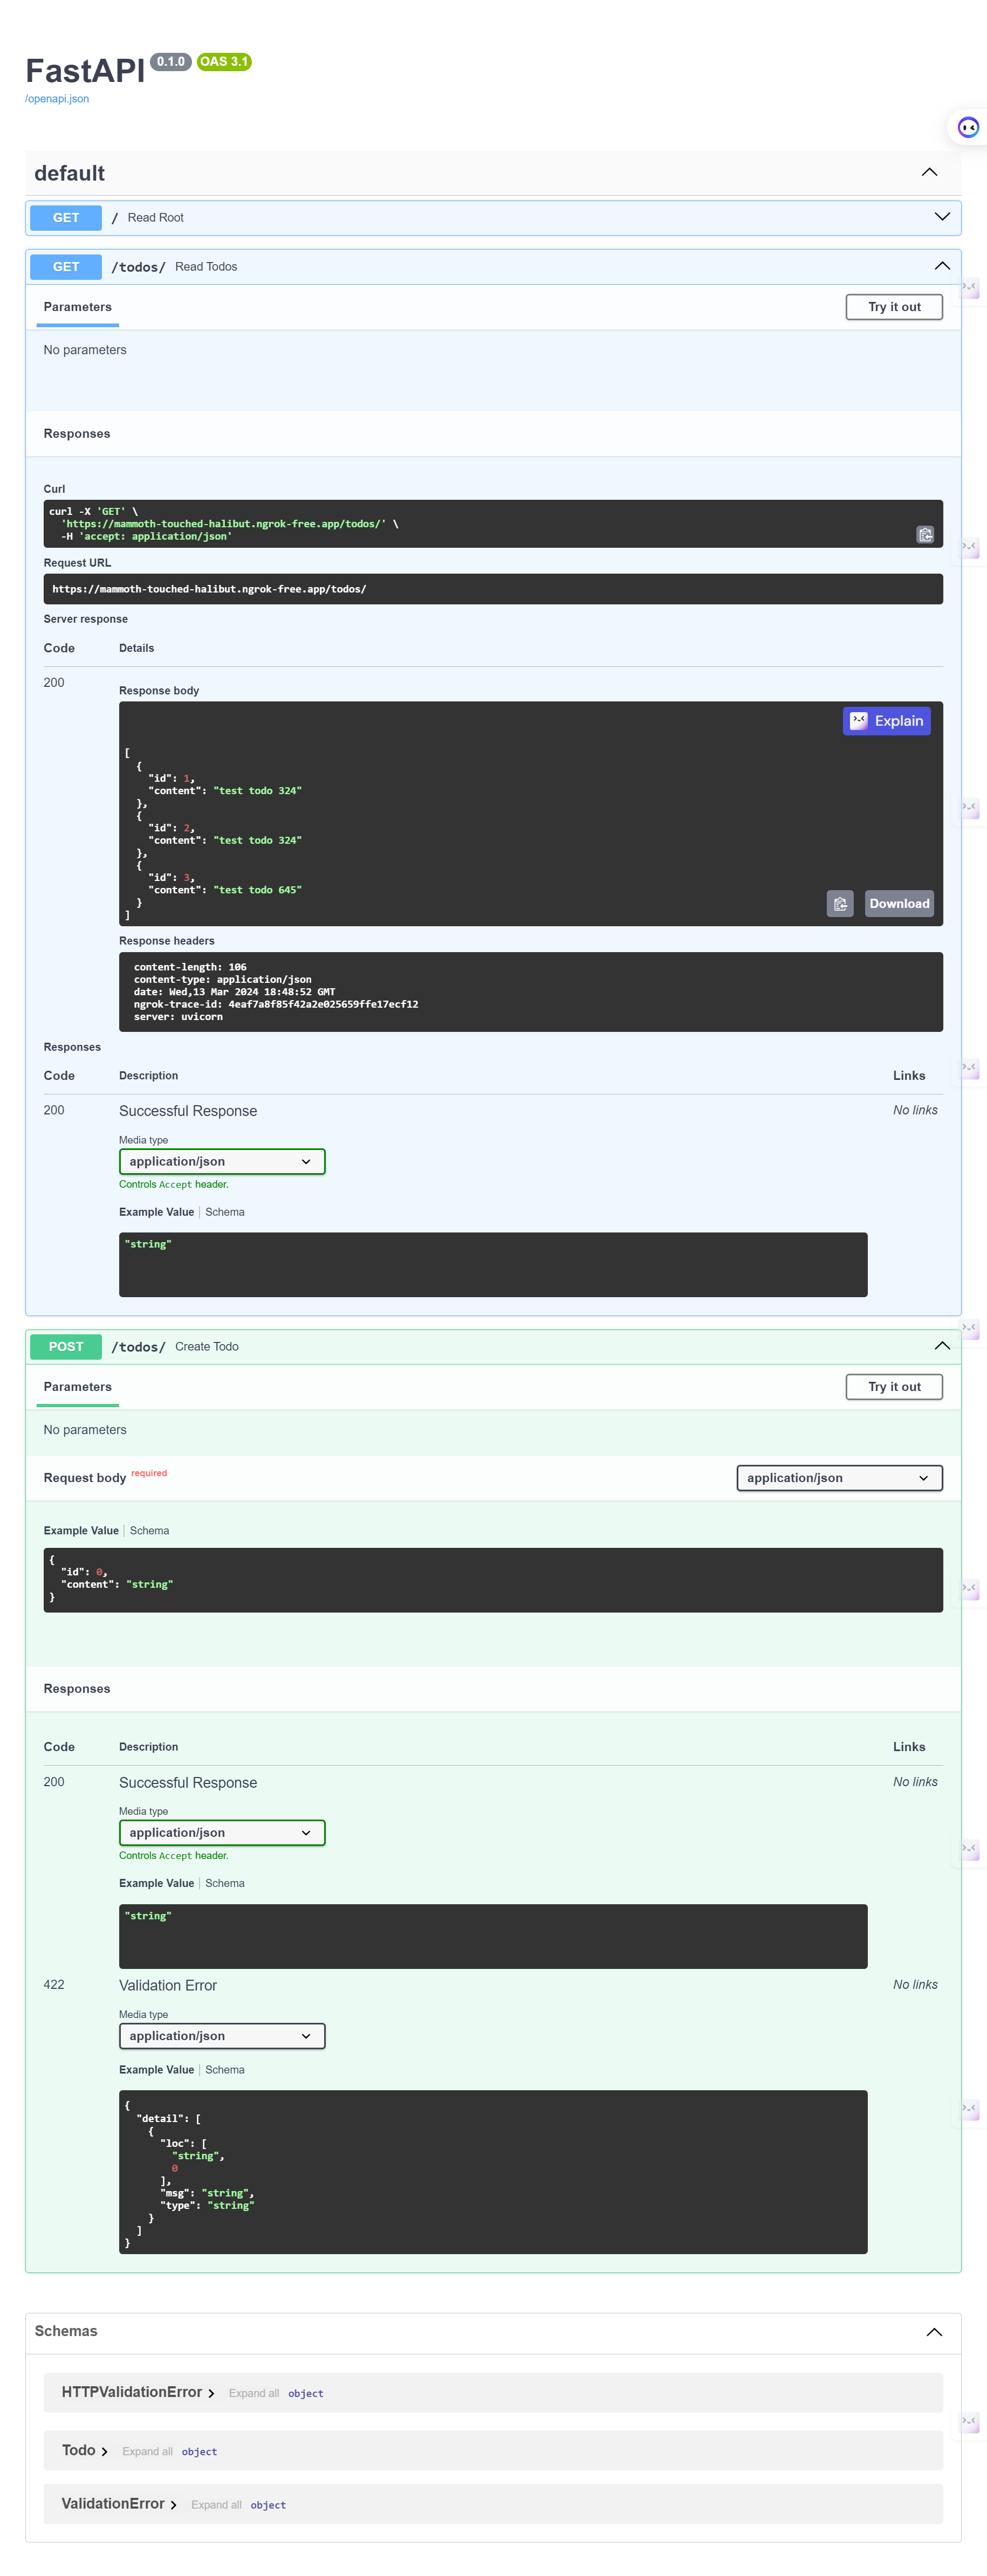 FastAPI 0.1.0 OAS 3.1
/openapi.json
default
GET / Read Root
GET /todos/ Read Todos
Parameters Try it out
No parameters
Responses
Curl
curl -X 'GET' \
  'https://mammoth-touched-halibut.ngrok-free.app/todos/' \
  -H 'accept: application/json'
Request URL
https://mammoth-touched-halibut.ngrok-free.app/todos/
Server response
Code Details
200
Response body
Explain
[
  {
    "id": 1,
    "content": "test todo 324"
  },
  {
    "id": 2,
    "content": "test todo 324"
  },
  {
    "id": 3,
    "content": "test todo 645"
  }
]
Download
Response headers
content-length: 106
content-type: application/json
date: Wed,13 Mar 2024 18:48:52 GMT
ngrok-trace-id: 4eaf7a8f85f42a2e025659ffe17ecf12
server: uvicorn
Responses
Code Description Links
200 Successful Response No links
Media type
application/json
Controls Accept header.
Example Value Schema
"string"
POST /todos/ Create Todo
Parameters Try it out
No parameters
Request body required application/json
Example Value Schema
{
  "id": 0,
  "content": "string"
}
Responses
Code Description Links
200 Successful Response No links
Media type
application/json
Controls Accept header.
Example Value Schema
"string"
422 Validation Error No links
Media type
application/json
Example Value Schema
{
  "detail": [
    {
      "loc": [
        "string",
        0
      ],
      "msg": "string",
      "type": "string"
    }
  ]
}
Schemas
HTTPValidationError Expand all object
Todo Expand all object
ValidationError Expand all object